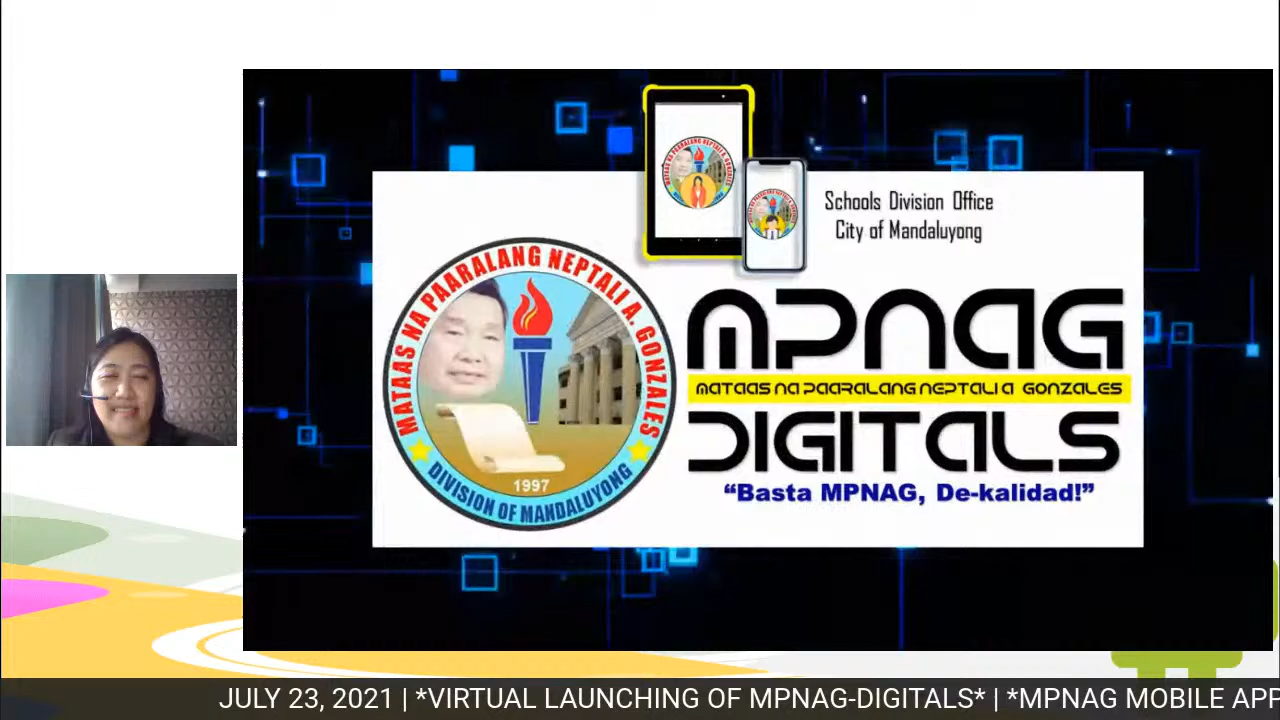 Schools Division Office
City of Mandaluyong
MATAAS NA PAARALANG NEPTALI A. GONZALES
1997
DIVISION OF MANDALUYONG
MPNAG
MATAAS NA PAARALANG NEPTALI A GONZALES
DIGITALS
“Basta MPNAG, De-kalidad!”
JULY 23, 2021 | *VIRTUAL LAUNCHING OF MPNAG-DIGITALS* | *MPNAG MOBILE APP